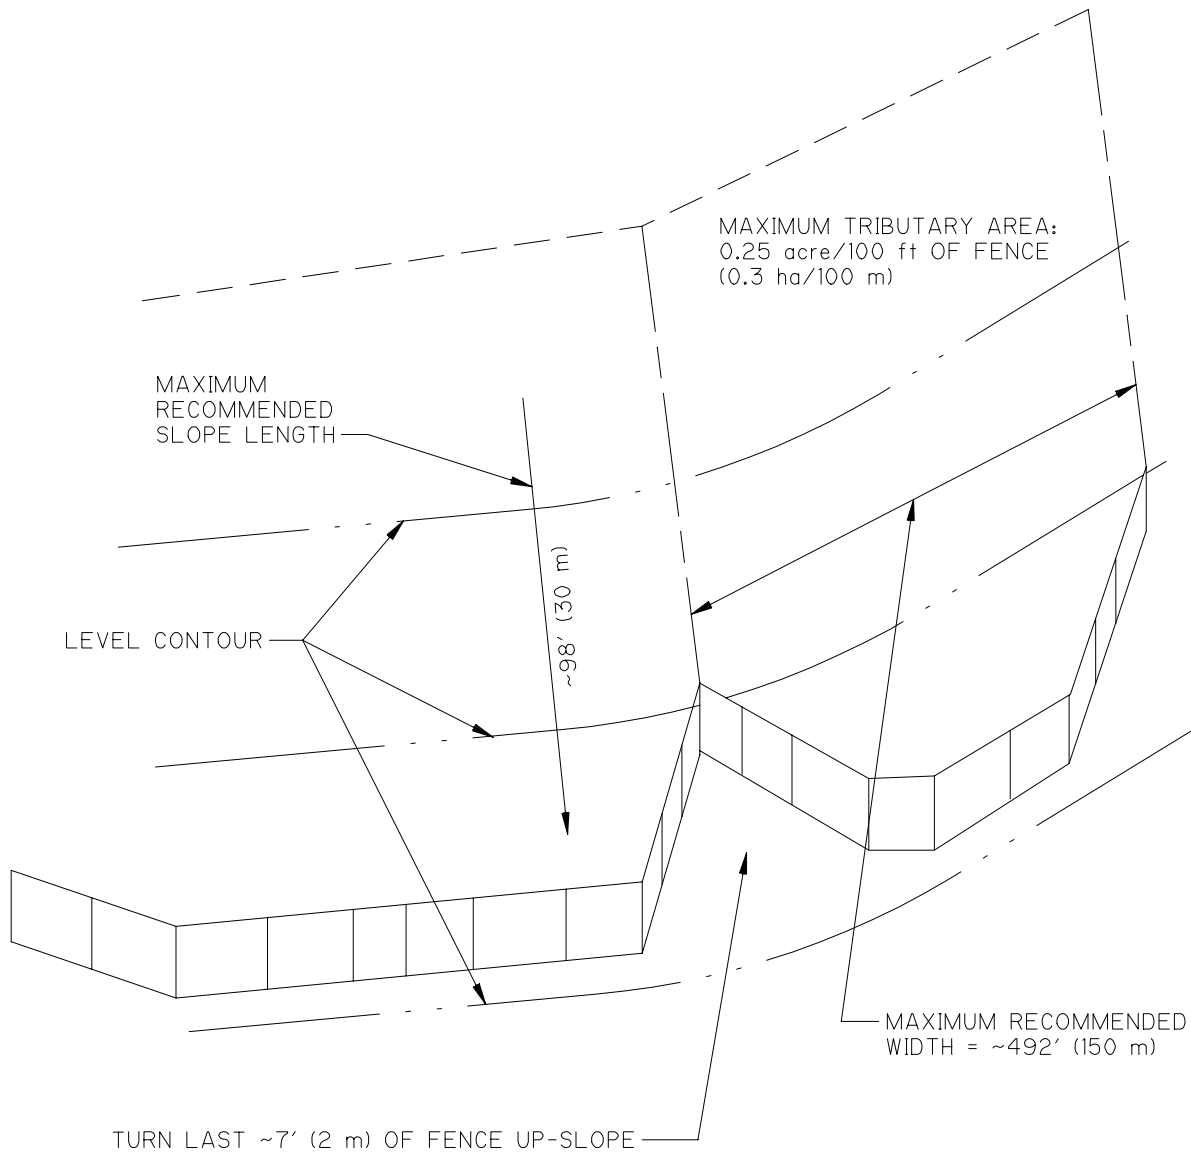 MAXIMUM TRIBUTARY AREA:
0.25 acre/100 ft OF FENCE
(0.3 ha/100 m)
MAXIMUM
RECOMMENDED
SLOPE LENGTH
~98' (30 m)
LEVEL CONTOUR
MAXIMUM RECOMMENDED
WIDTH = ~492' (150 m)
TURN LAST ~7' (2 m) OF FENCE UP-SLOPE